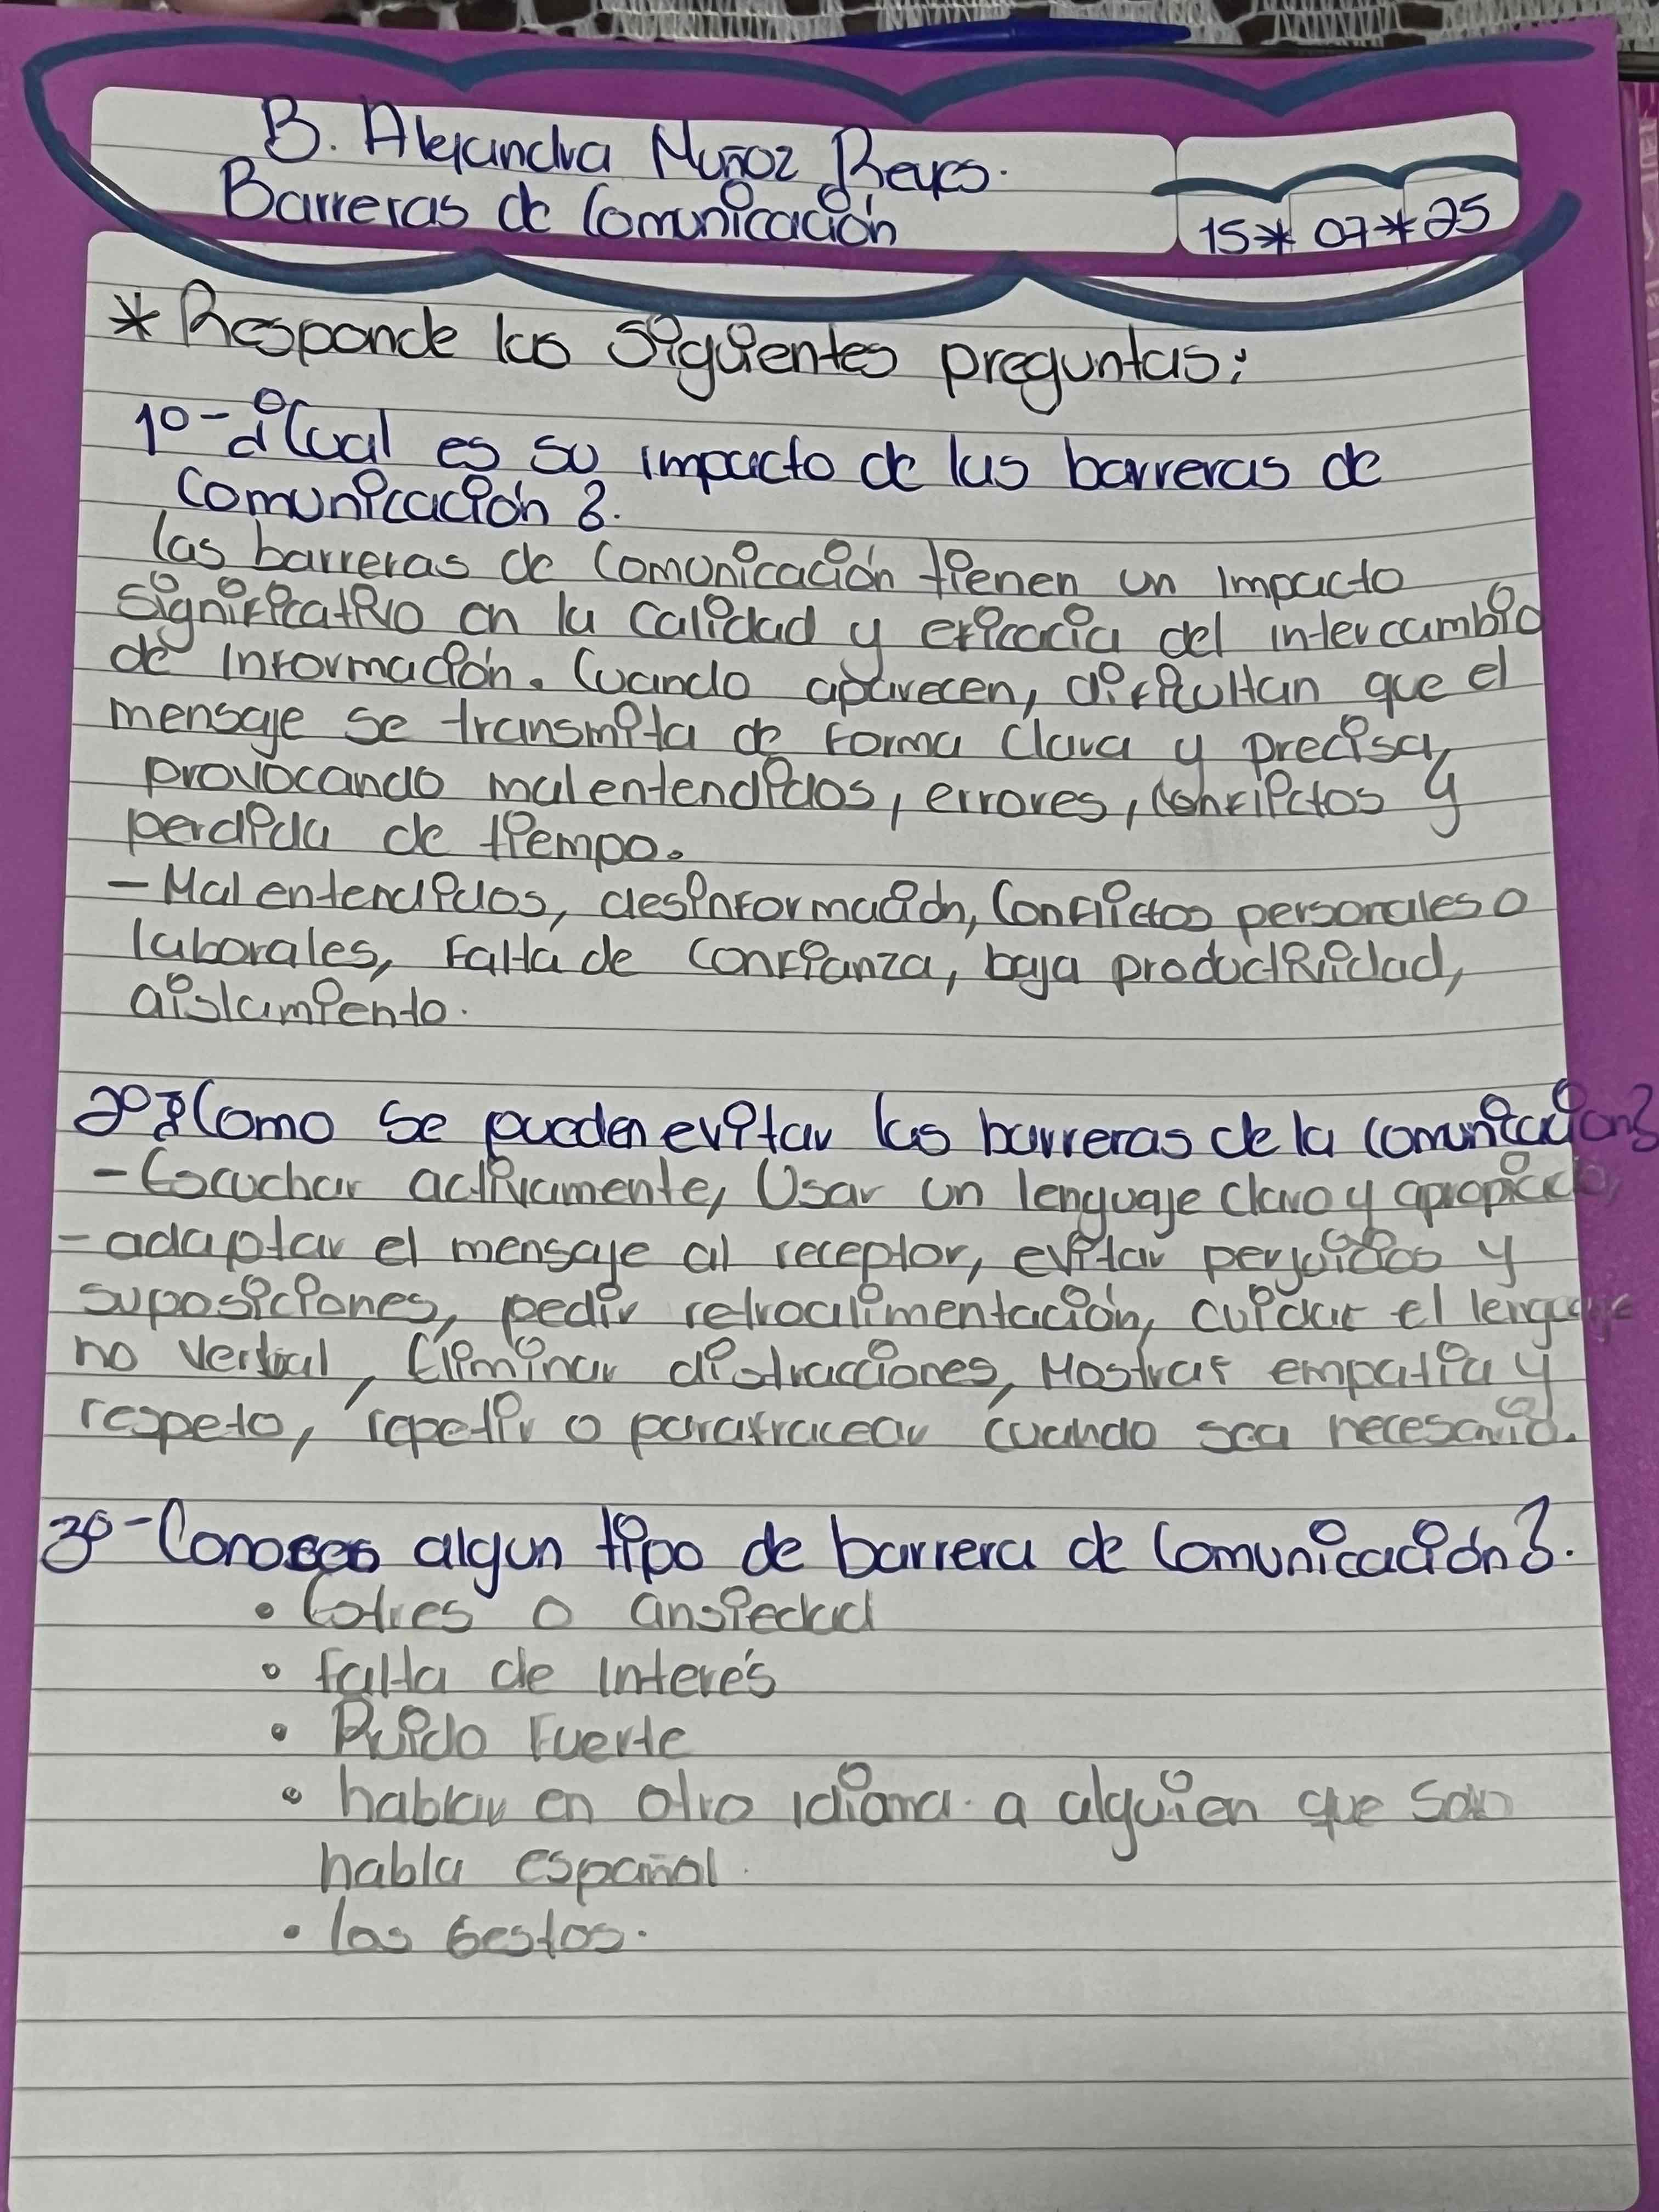 B. Alejandra Muñoz Reyes.
Barreras de Comunicación
15* 07* 25
* Responde las siguientes preguntas:
1º- ¿Cual es su impacto de las barreras de
Comunicación?.
las barreras de Comunicación tienen un impacto
significativo en la calidad y eficacia del intercambio
de información. Cuando aparecen, dificultan que el
mensaje se transmita de forma clara y precisa,
provocando malentendidos, errores, conflictos y
perdida de tiempo.
- Malentendidos, desinformación, Conflictos personales o
laborales, falta de confianza, baja productividad,
aislamiento.
2º ¿Como se pueden evitar las barreras de la comunicación?
- Escuchar activamente, Usar un lenguaje claro y apropiado,
- adaptar el mensaje al receptor, evitar perjuicios y
suposiciones, pedir retroalimentación, cuidar el lenguaje
no verbal, Eliminar distracciones, Mostrar empatia y
respeto, repetir o parafracear cuando sea necesario.
3º- Conoces algun tipo de barrera de Comunicación?.
• Estres o ansiedad
• falta de interés
• Ruido Fuerte
• hablar en otro idioma a alguien que solo
habla español.
• los Gestos.